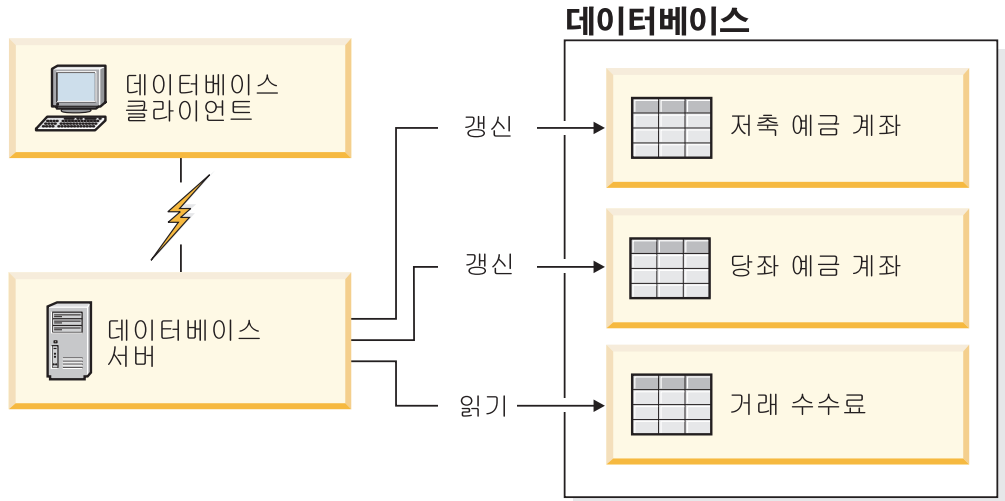 데이터베이스
데이터베이스
클라이언트
갱신
저축 예금 계좌
갱신
당좌 예금 계좌
데이터베이스
서버
읽기
거래 수수료